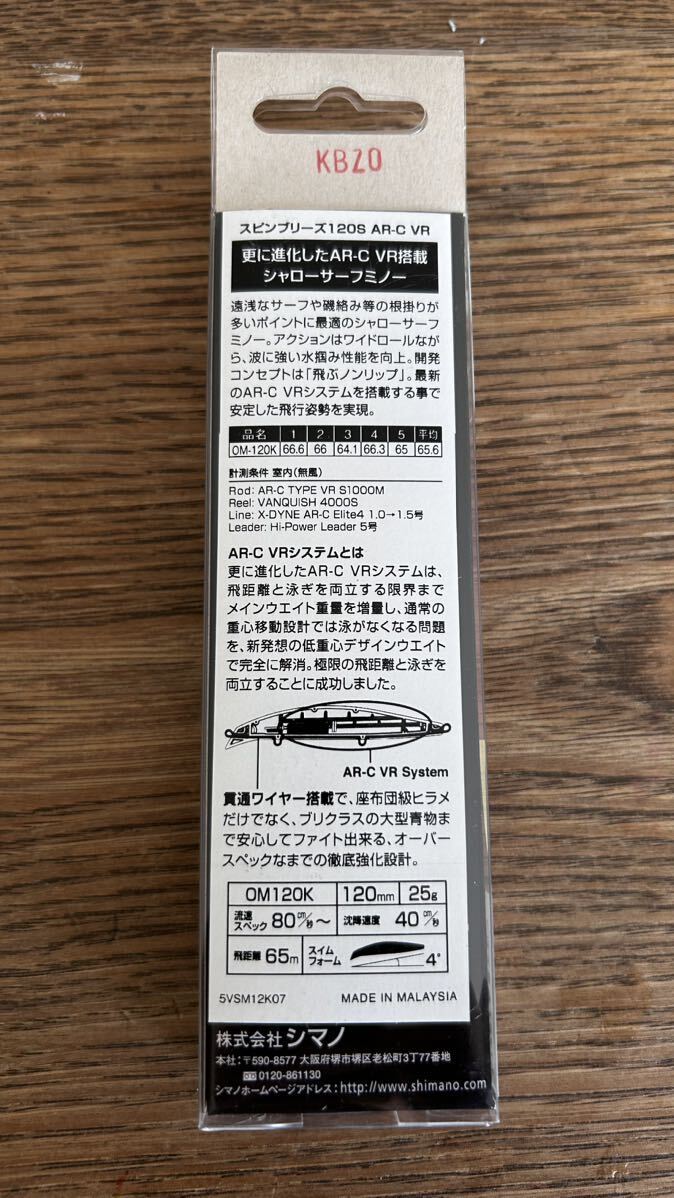 KBZ0
スピンブリーズ120S AR-C VR
更に進化したAR-C VR搭載
シャローサーフミノー
遠浅なサーフや磯絡み等の根掛りが
多いポイントに最適のシャローサーフ
ミノー。アクションはワイドロールなが
ら、波に強い水掴み性能を向上。開発
コンセプトは「飛ぶノンリップ」。最新
のAR-C VRシステムを搭載する事で
安定した飛行姿勢を実現。
品名 1 2 3 4 5 平均
OM-120K 66.6 66 64.1 66.3 65 65.6
計測条件 室内(無風)
Rod: AR-C TYPE VR S1000M
Reel: VANQUISH 4000S
Line: X-DYNE AR-C Elite4 1.0→1.5号
Leader: Hi-Power Leader 5号
AR-C VRシステムとは
更に進化したAR-C VRシステムは、
飛距離と泳ぎを両立する限界まで
メインウエイト重量を増量し、通常の
重心移動設計では泳がなくなる問題
を、新発想の低重心デザインウエイト
で完全に解消。極限の飛距離と泳ぎを
両立することに成功しました。
AR-C VR System
貫通ワイヤー搭載で、座布団級ヒラメ
だけでなく、ブリクラスの大型青物ま
で安心してファイト出来る、オーバー
スペックなまでの徹底強化設計。
OM120K 120mm 25g
流速スペック 80cm/秒〜 沈降速度 40cm/秒
飛距離 65m スイムフォーム 4°
5VSM12K07 MADE IN MALAYSIA
株式会社シマノ
本社:〒590-8577 大阪府堺市堺区老松町3丁77番地
0120-861130
シマノホームページアドレス:http://www.shimano.com